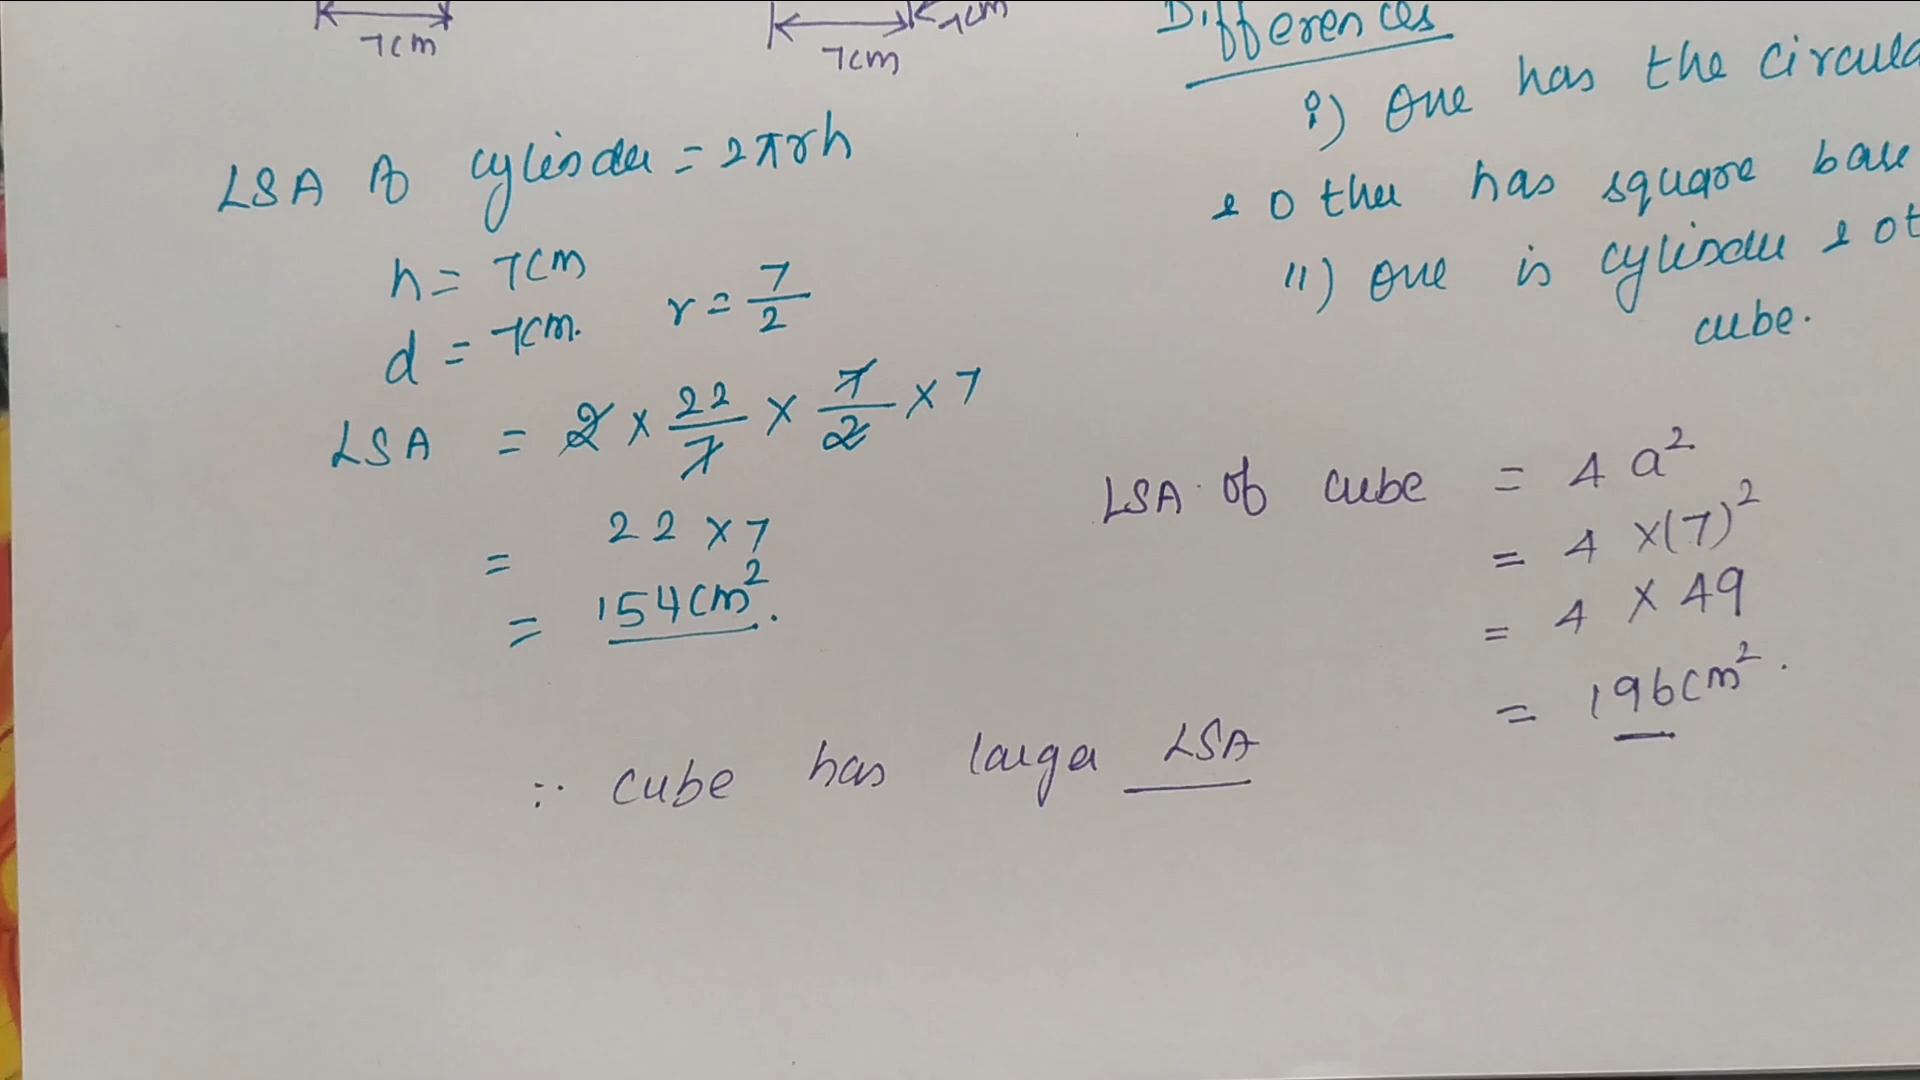 7cm
7cm
7cm
Differences
i) One has the circula
& other has square base
ii) One is cylinder & ot
cube.
LSA of cylinder = 2πrh
h = 7cm
d = 7cm. r = 7/2
LSA = 2 × 22/7 × 7/2 × 7
= 22 × 7
= 154cm².
LSA of cube = 4a²
= 4 ×(7)²
= 4 × 49
= 196cm².
∴ cube has larger LSA